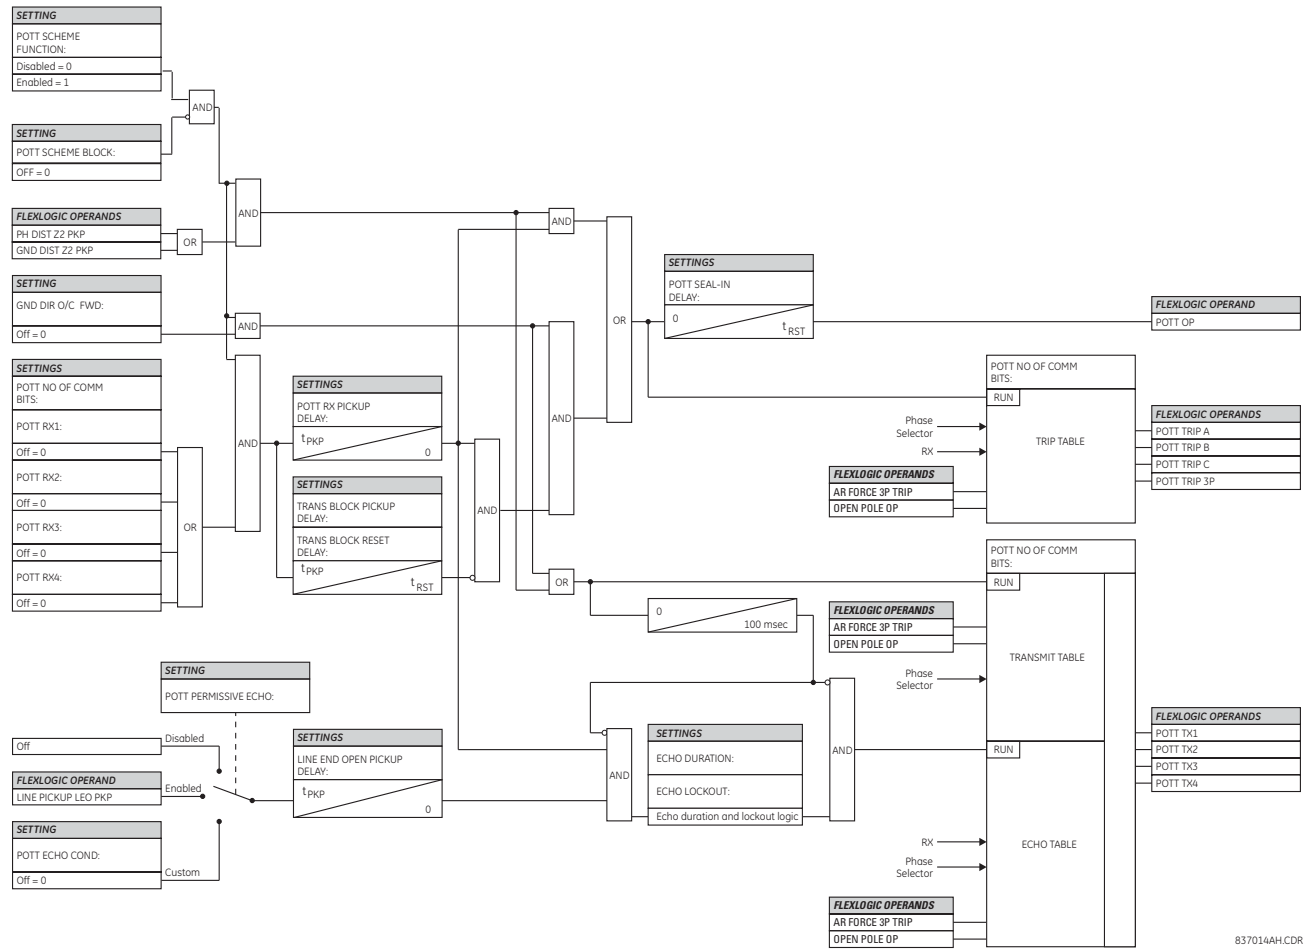 SETTING
POTT SCHEME
FUNCTION:
Disabled = 0
Enabled = 1
AND
SETTING
POTT SCHEME BLOCK:
OFF = 0
FLEXLOGIC OPERANDS
PH DIST Z2 PKP
GND DIST Z2 PKP
OR
AND
SETTING
GND DIR O/C FWD:
Off = 0
AND
SETTINGS
POTT NO OF COMM
BITS:
POTT RX1:
Off = 0
POTT RX2:
Off = 0
POTT RX3:
Off = 0
POTT RX4:
Off = 0
OR
AND
SETTINGS
POTT RX PICKUP
DELAY:
tPKP
0
SETTINGS
TRANS BLOCK PICKUP
DELAY:
TRANS BLOCK RESET
DELAY:
tPKP
tRST
AND
AND
AND
OR
OR
SETTINGS
POTT SEAL-IN
DELAY:
0
tRST
FLEXLOGIC OPERAND
POTT OP
POTT NO OF COMM
BITS:
RUN
Phase
Selector
RX
TRIP TABLE
FLEXLOGIC OPERANDS
AR FORCE 3P TRIP
OPEN POLE OP
FLEXLOGIC OPERANDS
POTT TRIP A
POTT TRIP B
POTT TRIP C
POTT TRIP 3P
POTT NO OF COMM
BITS:
RUN
0
100 msec
FLEXLOGIC OPERANDS
AR FORCE 3P TRIP
OPEN POLE OP
TRANSMIT TABLE
Phase
Selector
SETTING
POTT PERMISSIVE ECHO:
Off
Disabled
FLEXLOGIC OPERAND
LINE PICKUP LEO PKP
Enabled
SETTING
POTT ECHO COND:
Off = 0
Custom
SETTINGS
LINE END OPEN PICKUP
DELAY:
tPKP
0
AND
SETTINGS
ECHO DURATION:
ECHO LOCKOUT:
Echo duration and lockout logic
AND
RUN
FLEXLOGIC OPERANDS
POTT TX1
POTT TX2
POTT TX3
POTT TX4
RX
Phase
Selector
ECHO TABLE
FLEXLOGIC OPERANDS
AR FORCE 3P TRIP
OPEN POLE OP
837014AH.CDR